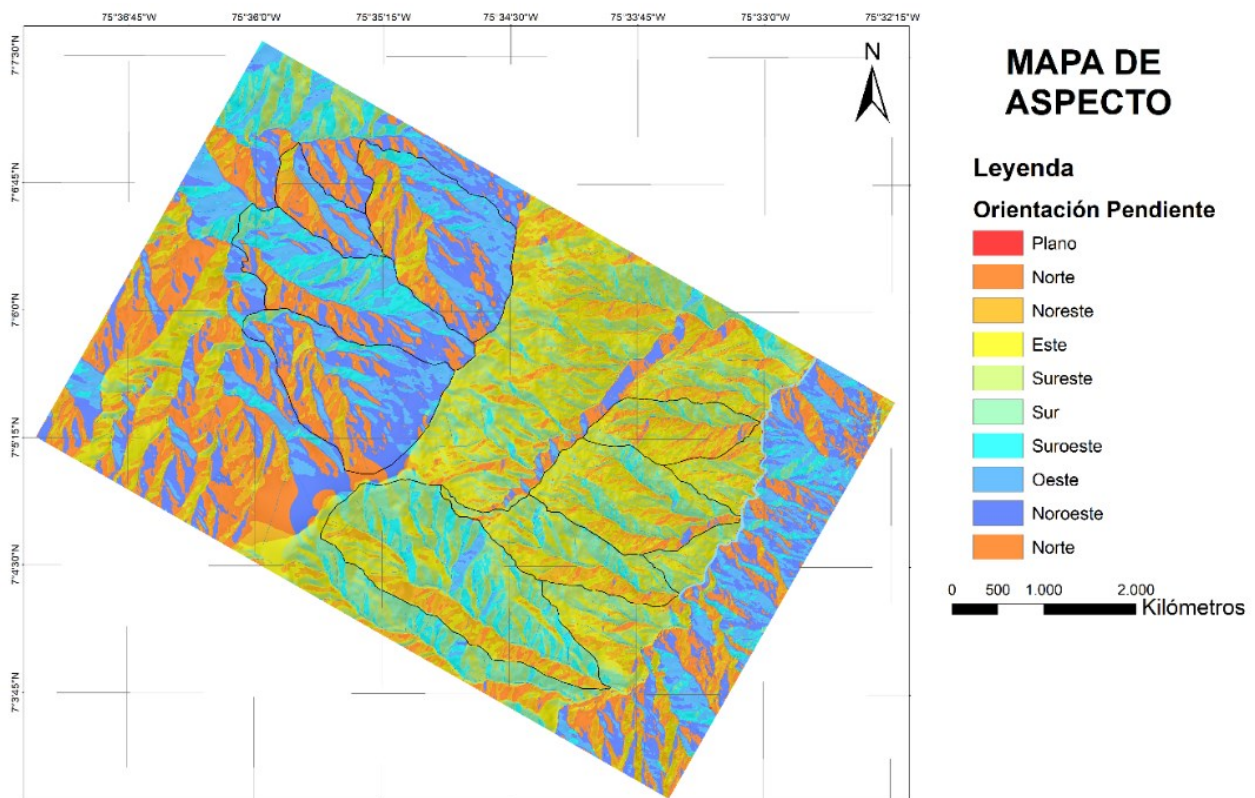 75°36'45"W 75°36'0"W 75°35'15"W 75°34'30"W 75°33'45"W 75°33'0"W 75°32'15"W
7°7'30"N
7°6'45"N
7°6'0"N
7°5'15"N
7°4'30"N
7°3'45"N
N
MAPA DE
ASPECTO
Leyenda
Orientación Pendiente
Plano
Norte
Noreste
Este
Sureste
Sur
Suroeste
Oeste
Noroeste
Norte
0 500 1.000 2.000
Kilómetros